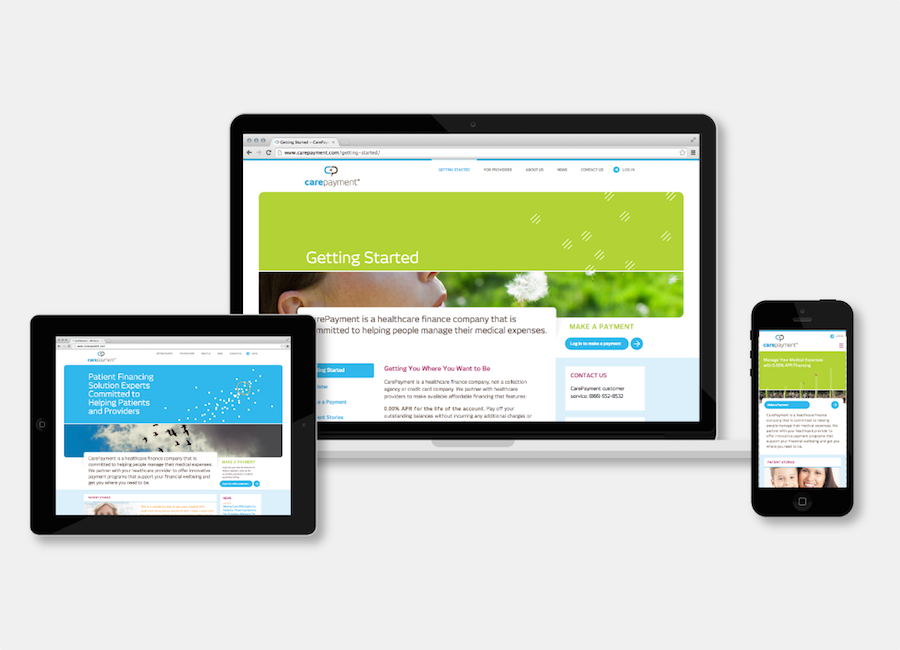 Getting Started - CarePay
www.carepayment.com/getting-started/
carepayment
GETTING STARTED
FOR PROVIDERS
ABOUT US
NEWS
CONTACT US
LOG IN
Getting Started
rePayment is a healthcare finance company that is
mmitted to helping people manage their medical expenses.
MAKE A PAYMENT
Log in to make a payment
ng Started
e a Payment
nt Stories
Getting You Where You Want to Be
CarePayment is a healthcare finance company, not a collection
agency or credit card company. We partner with healthcare
providers to make available affordable financing that features:
0.00% APR for the life of the account. Pay off your
outstanding balances without incurring any additional charges or
CONTACT US
CarePayment customer
service: (866) 552-8532
carepayment
Patient Financing
Solution Experts
Committed to
Helping Patients
and Providers
CarePayment is a healthcare finance company that is
committed to helping people manage their medical expenses.
We partner with your healthcare provider to offer innovative
payment programs that support your financial wellbeing and
get you where you need to be.
MAKE A PAYMENT
PATIENT STORIES
NEWS
carepayment
Manage Your Medical Expenses
with 0.00% APR Financing
Make a Payment
CarePayment is a healthcare finance
company that is committed to helping
people manage their medical expenses. We
partner with your healthcare provider to
offer innovative payment programs that
support your financial wellbeing and get
you where you need to be.
PATIENT STORIES